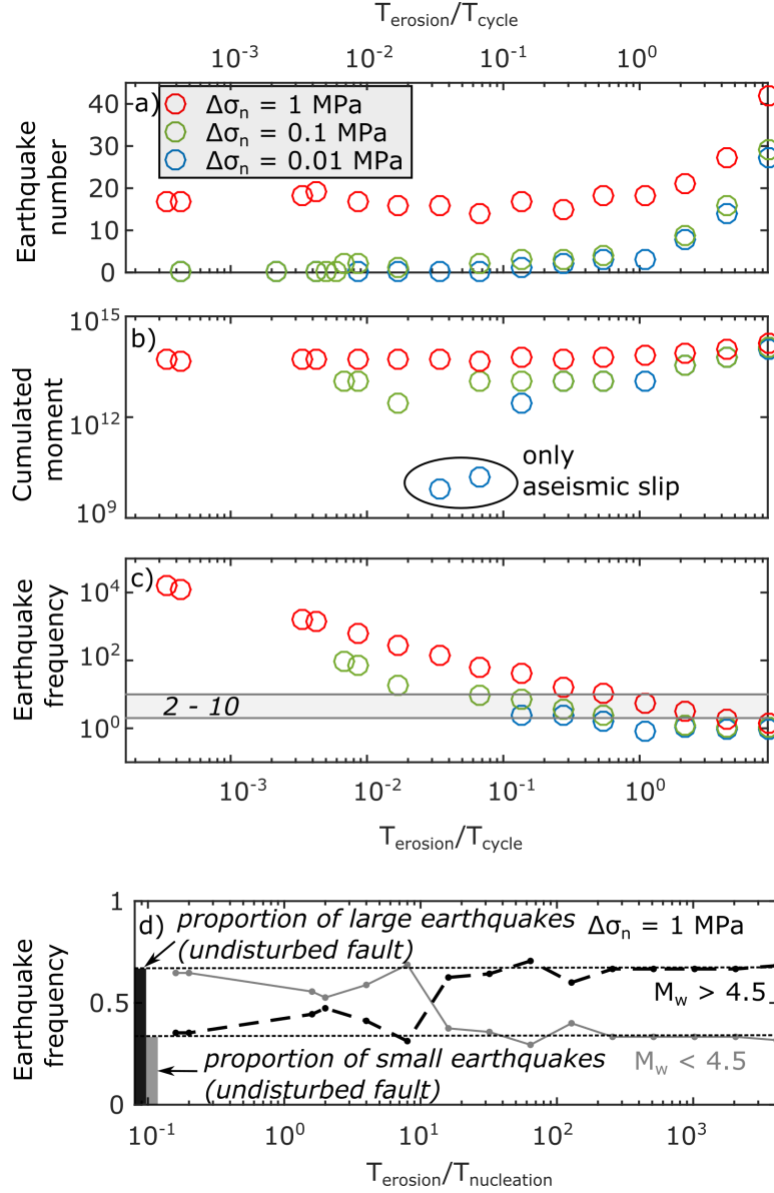 T_erosion/T_cycle
10^-3 10^-2 10^-1 10^0
a)
Δσ_n = 1 MPa
Δσ_n = 0.1 MPa
Δσ_n = 0.01 MPa
40
30
20
10
0
Earthquake
number
b)
10^15
10^12
10^9
Cumulated
moment
only
aseismic slip
c)
10^4
10^2
10^0
Earthquake
frequency
2 - 10
10^-3 10^-2 10^-1 10^0
T_erosion/T_cycle
d)
1
0.5
0
Earthquake
frequency
proportion of large earthquakes
(undisturbed fault)
Δσ_n = 1 MPa
M_w > 4.5
proportion of small earthquakes
(undisturbed fault)
M_w < 4.5
10^-1 10^0 10^1 10^2 10^3
T_erosion/T_nucleation